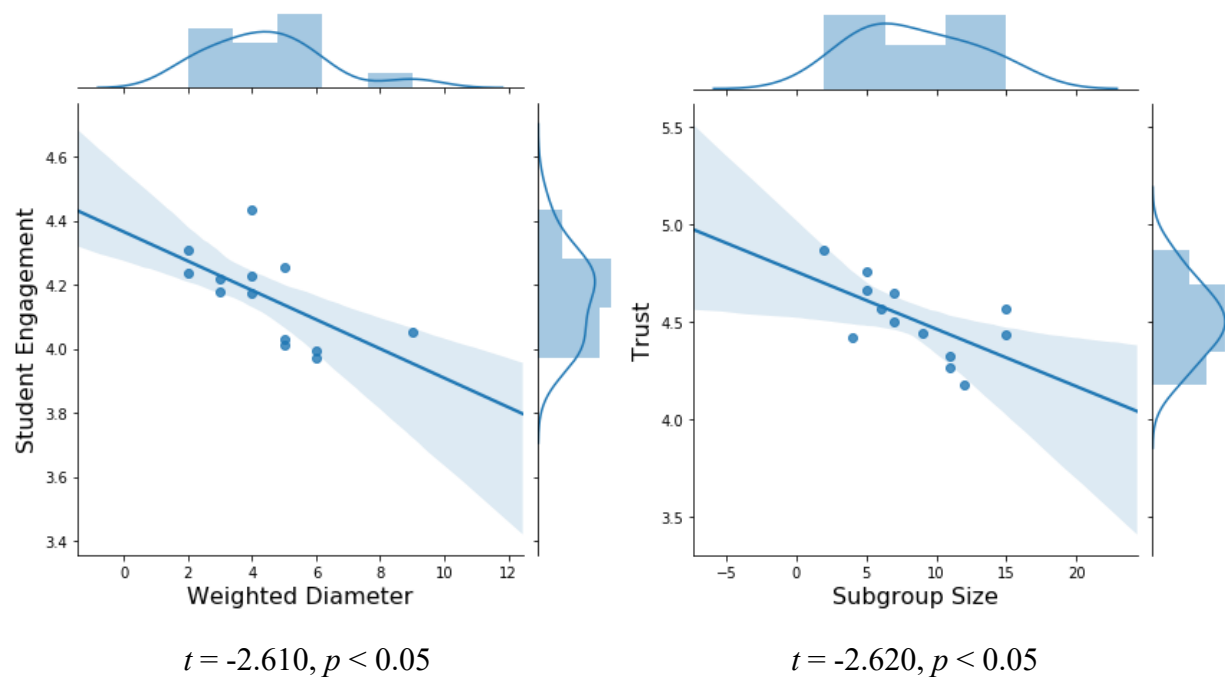 4.6
4.4
4.2
4.0
3.8
3.6
3.4
Student Engagement
0 2 4 6 8 10 12
Weighted Diameter
t = -2.610, p < 0.05
5.5
5.0
4.5
4.0
3.5
Trust
−5 0 5 10 15 20
Subgroup Size
t = -2.620, p < 0.05